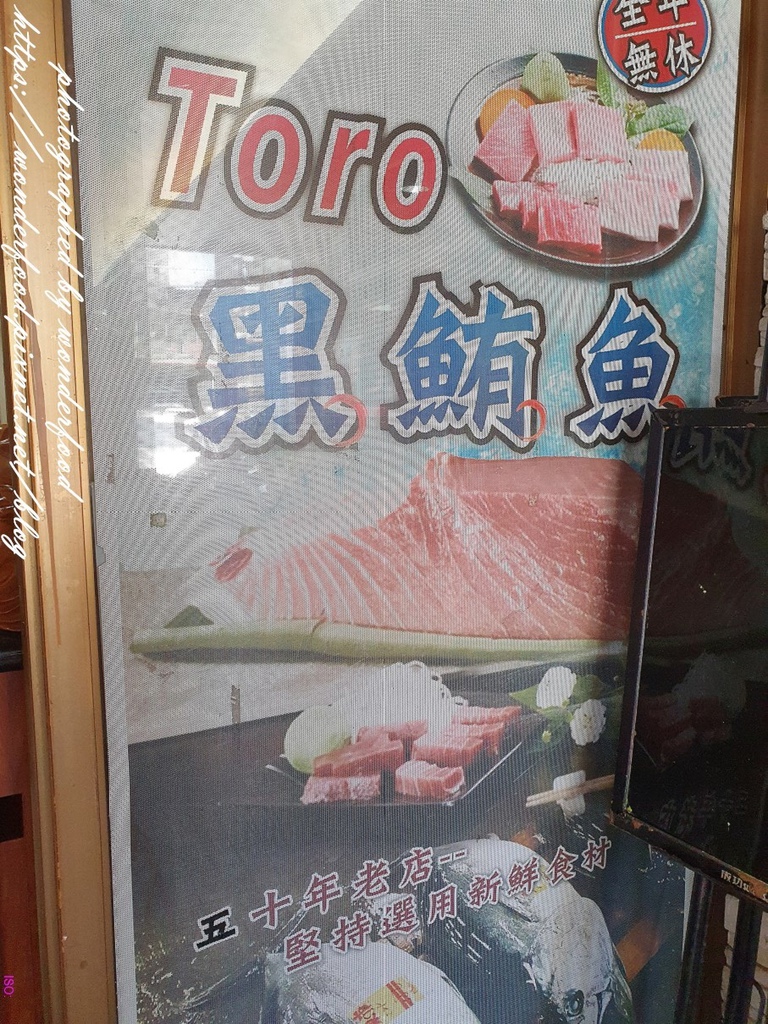 全年
無休
Toro
黑鮪魚
五十年老店--
堅持選用新鮮食材
photographed by wonderfood
https://wonderfood.pixnet.net/blog
ISO